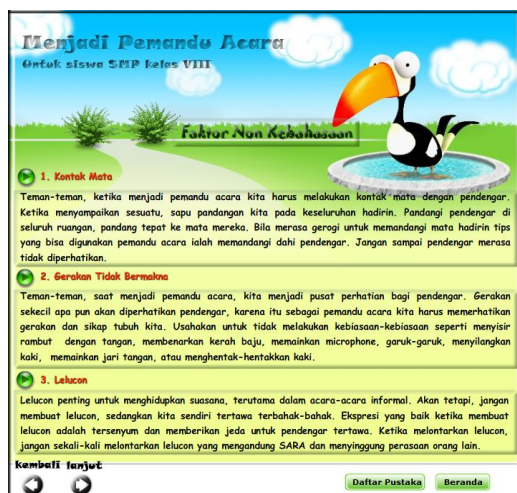 Menjadi Pemandu Acara
Untuk siswa SMP kelas VIII
Faktor Non Kebahasaan
1. Kontak Mata
Teman-teman, ketika menjadi pemandu acara kita harus melakukan kontak mata dengan pendengar.
Ketika menyampaikan sesuatu, sapu pandangan kita pada keseluruhan hadirin. Pandangi pendengar di
seluruh ruangan, pandang tepat ke mata mereka. Bila merasa gerogi untuk memandangi mata hadirin tips
yang bisa digunakan pemandu acara ialah memandangi dahi pendengar. Jangan sampai pendengar merasa
tidak diperhatikan.
2. Gerakan Tidak Bermakna
Teman-teman, saat menjadi pemandu acara, kita menjadi pusat perhatian bagi pendengar. Gerakan
sekecil apa pun akan diperhatikan pendengar, karena itu sebagai pemandu acara kita harus memerhatikan
gerakan dan sikap tubuh kita. Usahakan untuk tidak melakukan kebiasaan-kebiasaan seperti menyisir
rambut dengan tangan, membenarkan kerah baju, memainkan microphone, garuk-garuk, menyilangkan
kaki, memainkan jari tangan, atau menghentak-hentakkan kaki.
3. Lelucon
Lelucon penting untuk menghidupkan suasana, terutama dalam acara-acara informal. Akan tetapi, jangan
membuat lelucon, sedangkan kita sendiri tertawa terbahak-bahak. Ekspresi yang baik ketika membuat
lelucon adalah tersenyum dan memberikan jeda untuk pendengar tertawa. Ketika melontarkan lelucon,
jangan sekali-kali melontarkan lelucon yang mengandung SARA dan menyinggung perasaan orang lain.
kembali lanjut
Daftar Pustaka Beranda